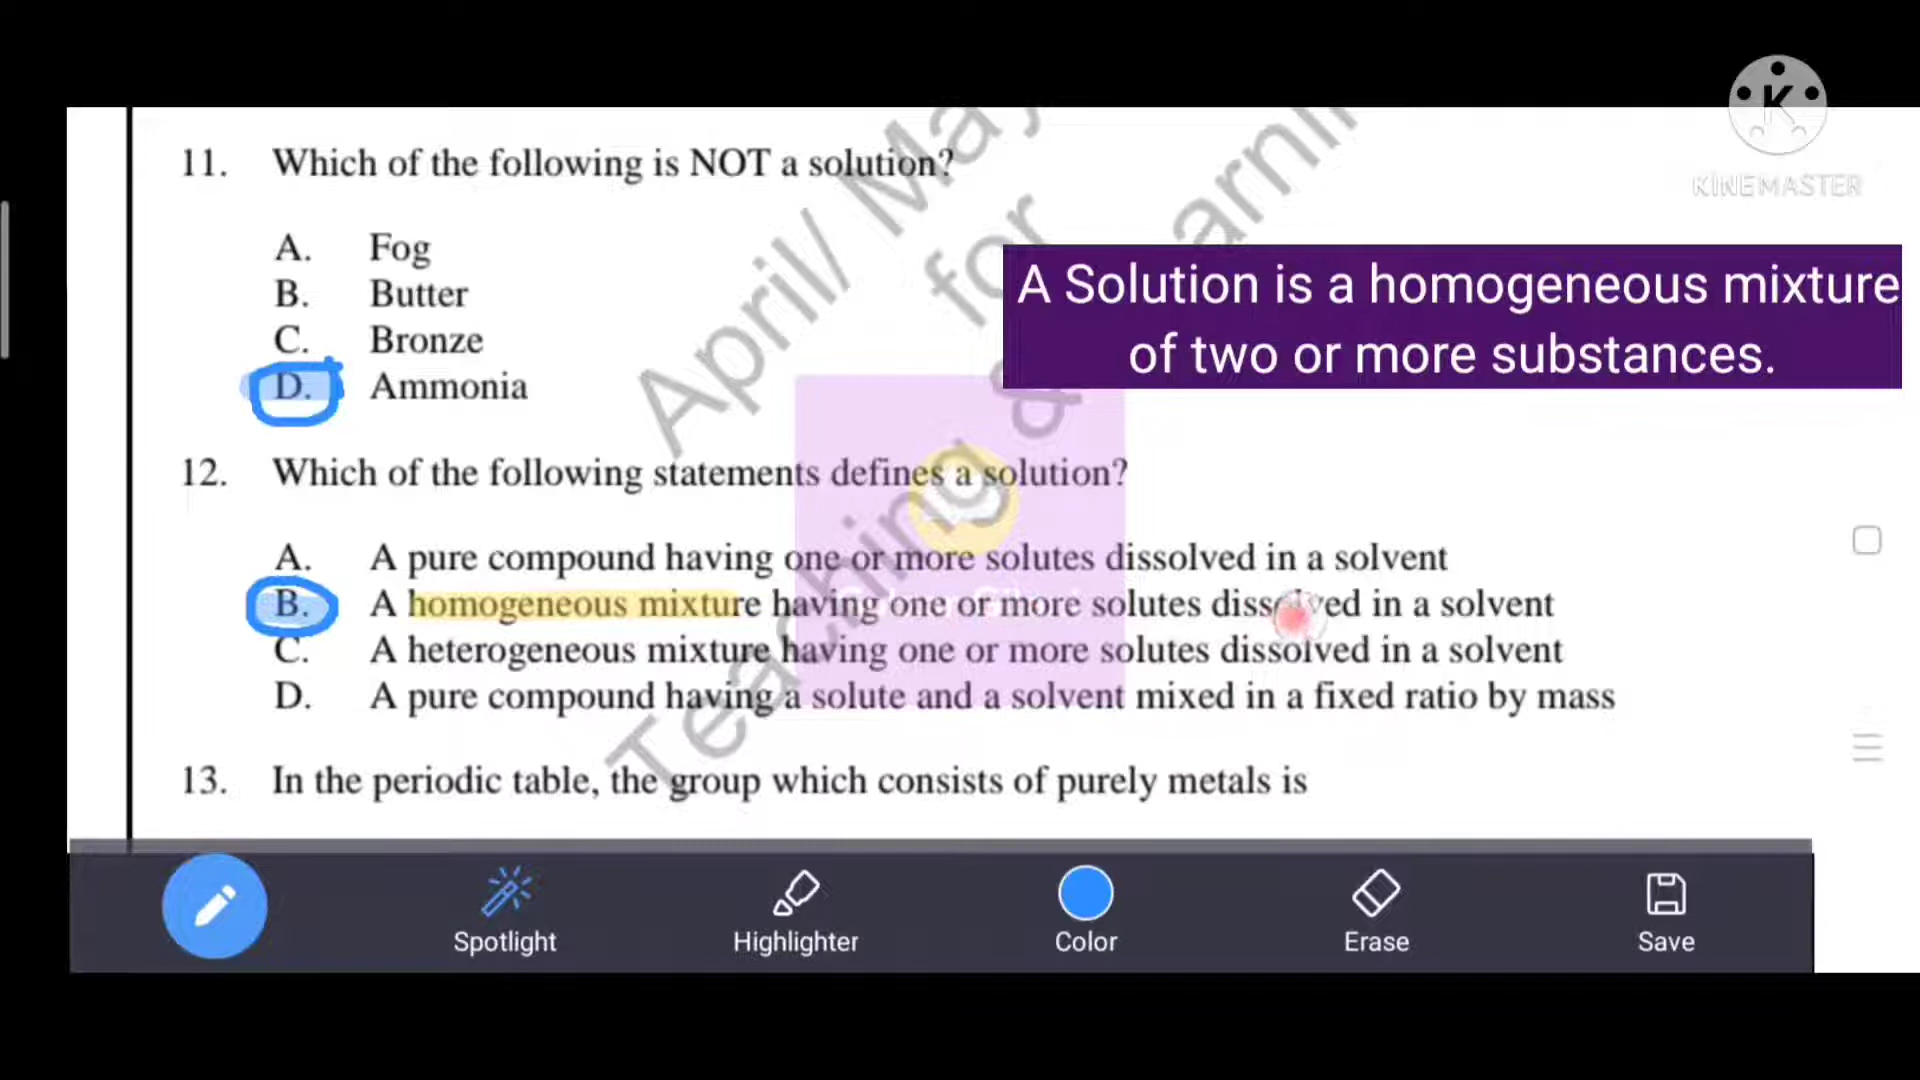 KINEMASTER
11. Which of the following is NOT a solution?
A. Fog
B. Butter
C. Bronze
D. Ammonia
A Solution is a homogeneous mixture
of two or more substances.
12. Which of the following statements defines a solution?
A. A pure compound having one or more solutes dissolved in a solvent
B. A homogeneous mixture having one or more solutes dissolved in a solvent
C. A heterogeneous mixture having one or more solutes dissolved in a solvent
D. A pure compound having a solute and a solvent mixed in a fixed ratio by mass
13. In the periodic table, the group which consists of purely metals is
April/ May
for
Teaching &
Spotlight
Highlighter
Color
Erase
Save